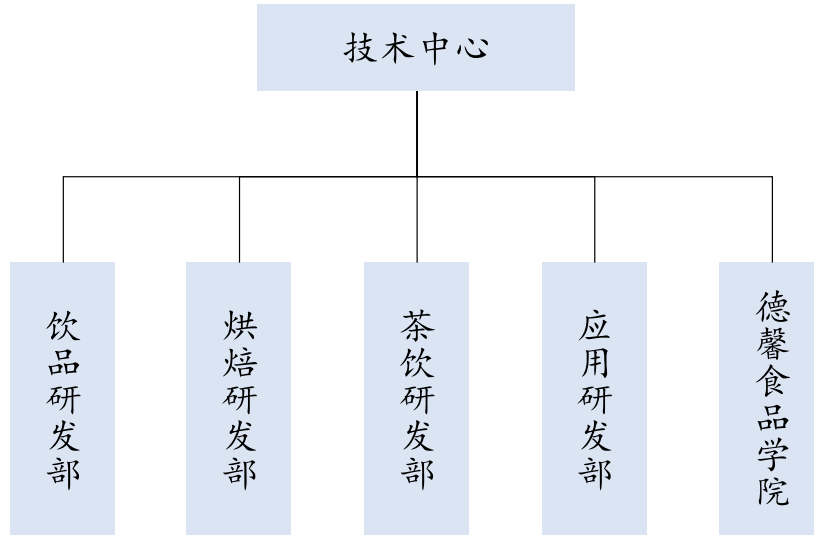 技术中心
饮品研发部
烘焙研发部
茶饮研发部
应用研发部
德馨食品学院